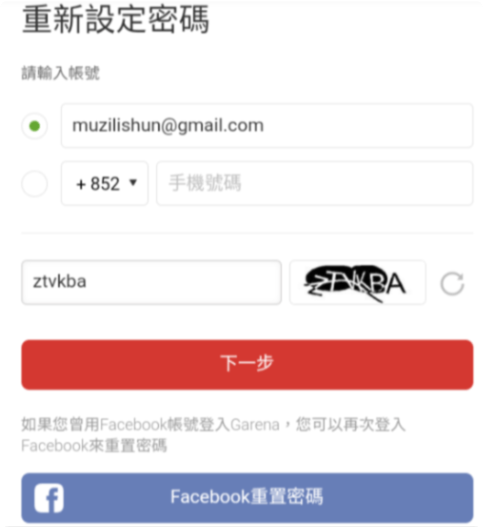 重新設定密碼
請輸入帳號
muzilishun@gmail.com
+ 852 ▼ 手機號碼
ztvkba ZTVKBA
下一步
如果您曾用Facebook帳號登入Garena，您可以再次登入
Facebook來重置密碼
f Facebook重置密碼